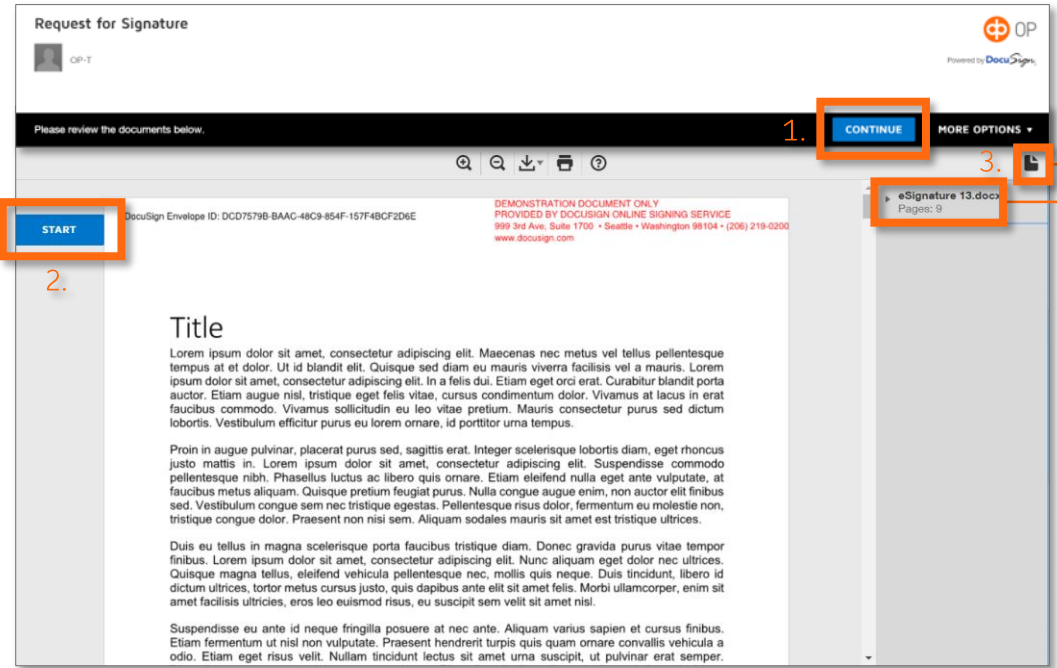 Request for Signature
OP
OP-T
Powered by DocuSign
Please review the documents below.
1.
CONTINUE
MORE OPTIONS
3.
eSignature 13.docx
Pages: 9
START
2.
DocuSign Envelope ID: DCD7579B-BAAC-48C9-854F-157F4BCF2D6E
DEMONSTRATION DOCUMENT ONLY
PROVIDED BY DOCUSIGN ONLINE SIGNING SERVICE
999 3rd Ave, Suite 1700 • Seattle • Washington 98104 • (206) 219-0200
www.docusign.com
Title
Lorem ipsum dolor sit amet, consectetur adipiscing elit. Maecenas nec metus vel tellus pellentesque
tempus at et dolor. Ut id blandit elit. Quisque sed diam eu mauris viverra facilisis vel a mauris. Lorem
ipsum dolor sit amet, consectetur adipiscing elit. In a felis dui. Etiam eget orci erat. Curabitur blandit porta
auctor. Etiam augue nisl, tristique eget felis vitae, cursus condimentum dolor. Vivamus at lacus in erat
faucibus commodo. Vivamus sollicitudin eu leo vitae pretium. Mauris consectetur purus sed dictum
lobortis. Vestibulum efficitur purus eu lorem ornare, id porttitor urna tempus.
Proin in augue pulvinar, placerat purus sed, sagittis erat. Integer scelerisque lobortis diam, eget rhoncus
justo mattis in. Lorem ipsum dolor sit amet, consectetur adipiscing elit. Suspendisse commodo
pellentesque nibh. Phasellus luctus ac libero quis ornare. Etiam eleifend nulla eget ante vulputate, at
faucibus metus aliquam. Quisque pretium feugiat purus. Nulla congue augue enim, non auctor elit finibus
sed. Vestibulum congue sem nec tristique egestas. Pellentesque risus dolor, fermentum eu molestie non,
tristique congue dolor. Praesent non nisi sem. Aliquam sodales mauris sit amet est tristique ultrices.
Duis eu tellus in magna scelerisque porta faucibus tristique diam. Donec gravida purus vitae tempor
finibus. Lorem ipsum dolor sit amet, consectetur adipiscing elit. Nunc aliquam eget dolor nec ultrices.
Quisque magna tellus, eleifend vehicula pellentesque nec, mollis quis neque. Duis tincidunt, libero id
dictum ultrices, tortor metus cursus justo, quis dapibus ante elit sit amet felis. Morbi ullamcorper, enim sit
amet facilisis ultricies, eros leo euismod risus, eu suscipit sem velit sit amet nisl.
Suspendisse eu ante id neque fringilla posuere at nec ante. Aliquam varius sapien et cursus finibus.
Etiam fermentum ut nisl non vulputate. Praesent hendrerit turpis quis quam ornare convallis vehicula a
odio. Etiam eget risus velit. Nullam tincidunt lectus sit amet urna suscipit, ut pulvinar erat semper.